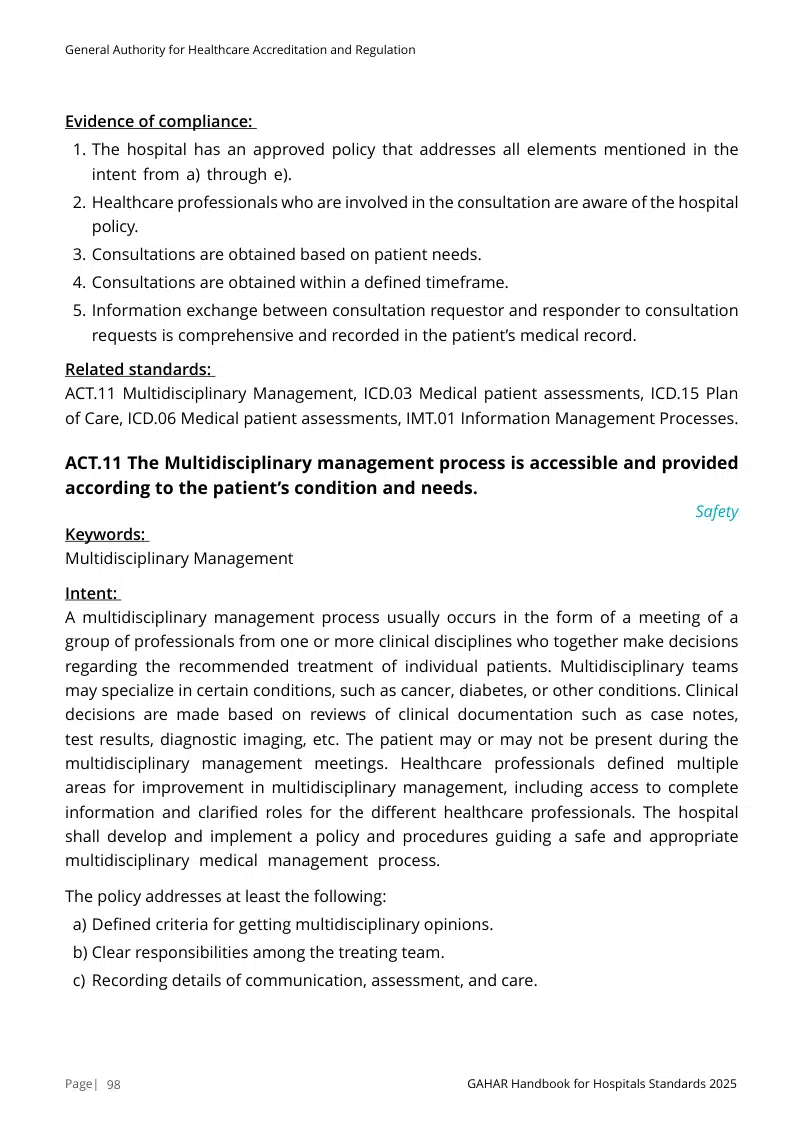 General Authority for Healthcare Accreditation and Regulation
Evidence of compliance:
1. The hospital has an approved policy that addresses all elements mentioned in the
intent from a) through e).
2. Healthcare professionals who are involved in the consultation are aware of the hospital
policy.
3. Consultations are obtained based on patient needs.
4. Consultations are obtained within a defined timeframe.
5. Information exchange between consultation requestor and responder to consultation
requests is comprehensive and recorded in the patient’s medical record.
Related standards:
ACT.11 Multidisciplinary Management, ICD.03 Medical patient assessments, ICD.15 Plan
of Care, ICD.06 Medical patient assessments, IMT.01 Information Management Processes.
ACT.11 The Multidisciplinary management process is accessible and provided
according to the patient’s condition and needs.
Safety
Keywords:
Multidisciplinary Management
Intent:
A multidisciplinary management process usually occurs in the form of a meeting of a
group of professionals from one or more clinical disciplines who together make decisions
regarding the recommended treatment of individual patients. Multidisciplinary teams
may specialize in certain conditions, such as cancer, diabetes, or other conditions. Clinical
decisions are made based on reviews of clinical documentation such as case notes,
test results, diagnostic imaging, etc. The patient may or may not be present during the
multidisciplinary management meetings. Healthcare professionals defined multiple
areas for improvement in multidisciplinary management, including access to complete
information and clarified roles for the different healthcare professionals. The hospital
shall develop and implement a policy and procedures guiding a safe and appropriate
multidisciplinary medical management process.
The policy addresses at least the following:
a) Defined criteria for getting multidisciplinary opinions.
b) Clear responsibilities among the treating team.
c) Recording details of communication, assessment, and care.
Page| 98
GAHAR Handbook for Hospitals Standards 2025